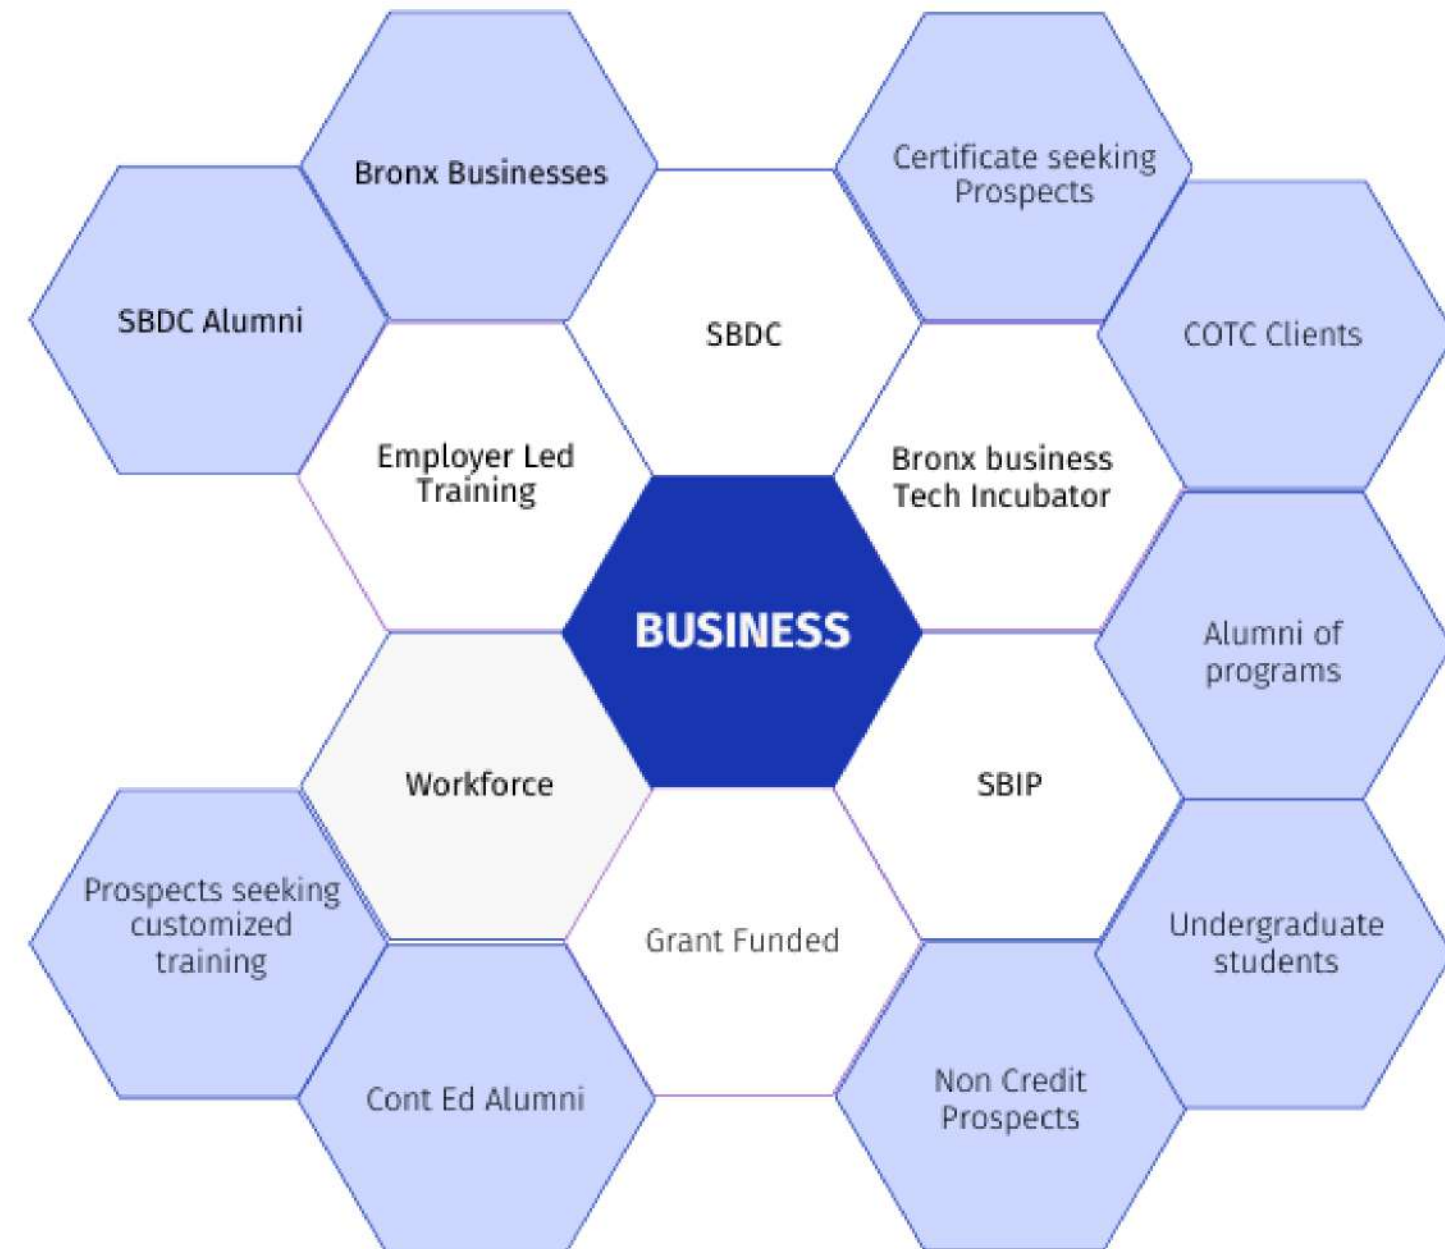 Bronx Businesses
Certificate seeking
Prospects
SBDC Alumni
SBDC
COTC Clients
Employer Led
Training
Bronx business
Tech Incubator
BUSINESS
Alumni of
programs
Workforce
SBIP
Prospects seeking
customized
training
Grant Funded
Undergraduate
students
Cont Ed Alumni
Non Credit
Prospects